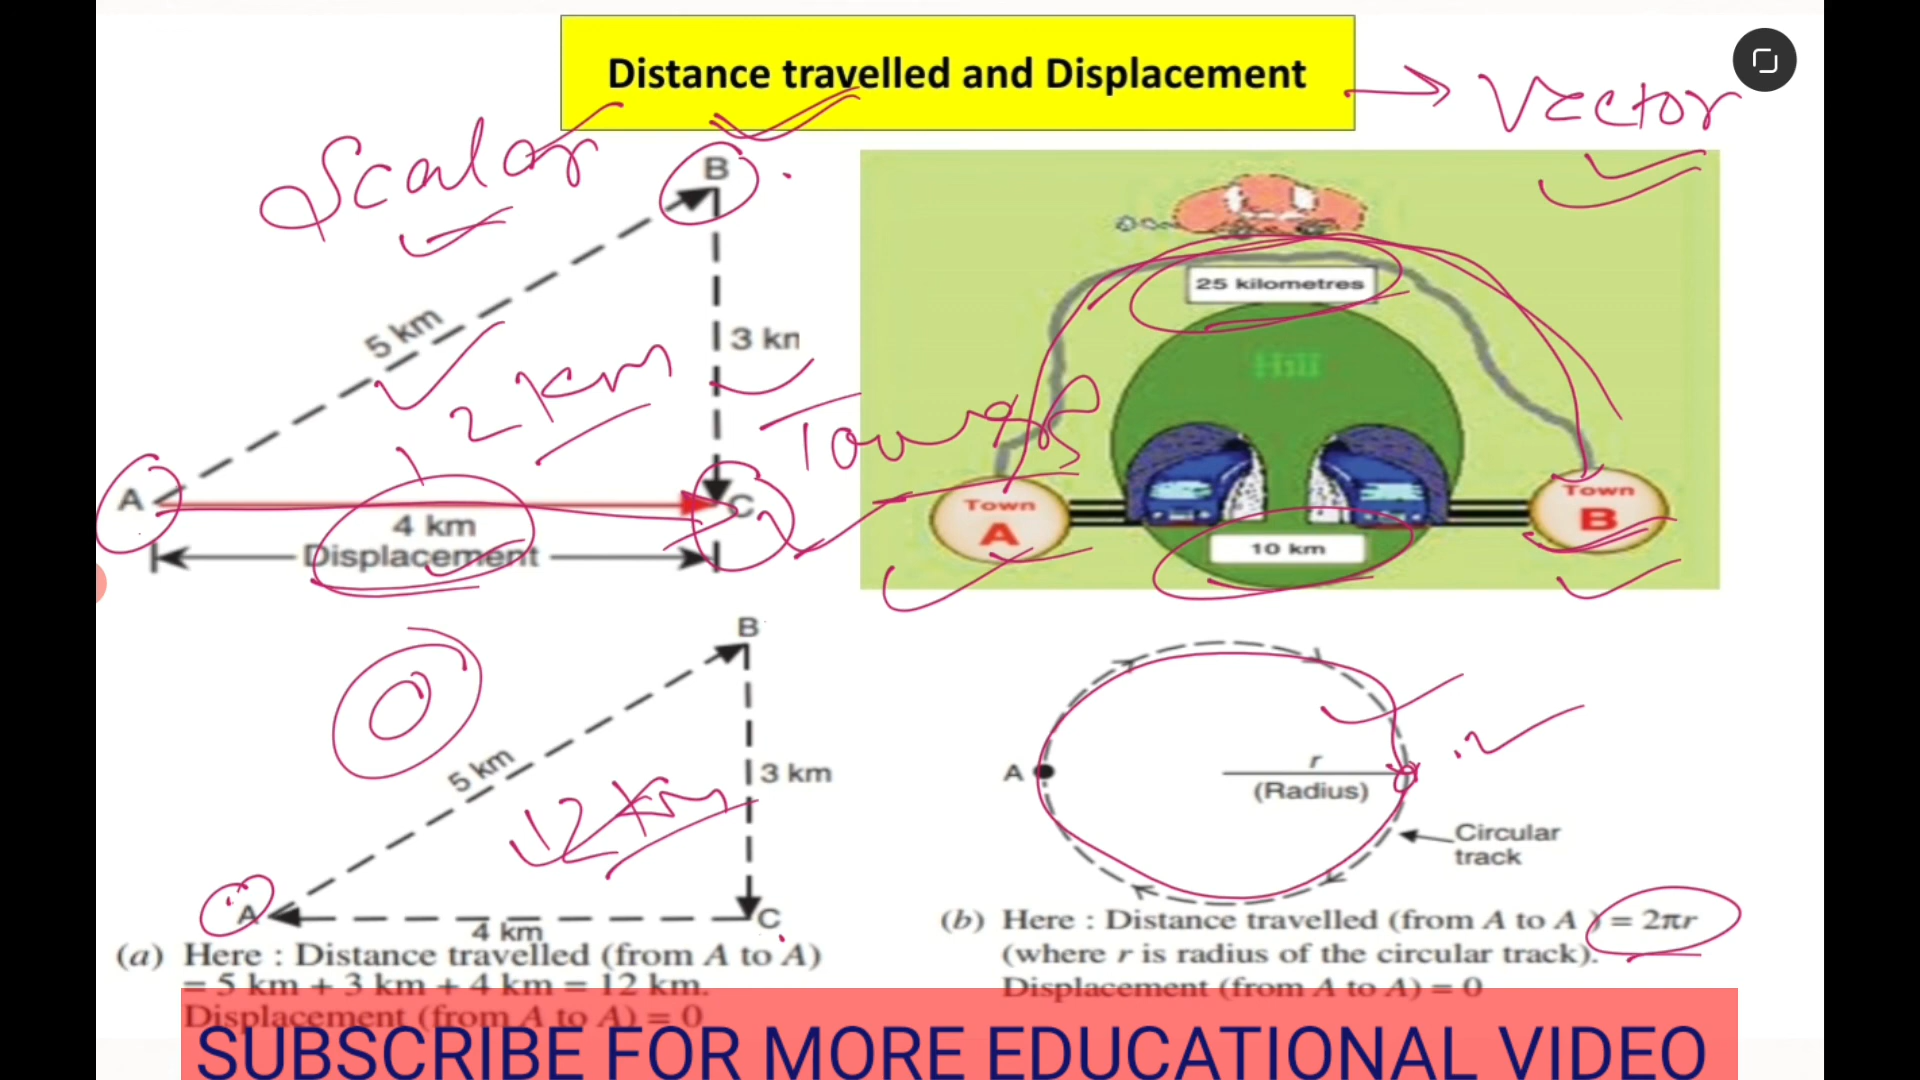 Distance travelled and Displacement
Vector
Scalar
B
5 km
3 kr
2 km
Towards
A
C
4 km
Displacement
25 kilometres
Hill
Town
A
Town
B
10 km
0
B
5 km
3 km
12 km
A
C
4 km
(a) Here : Distance travelled (from A to A)
= 5 km + 3 km + 4 km = 12 km.
Displacement (from A to A) = 0
A
r
(Radius)
Circular
track
(b) Here : Distance travelled (from A to A ) = 2πr
(where r is radius of the circular track).
Displacement (from A to A) = 0
SUBSCRIBE FOR MORE EDUCATIONAL VIDEO